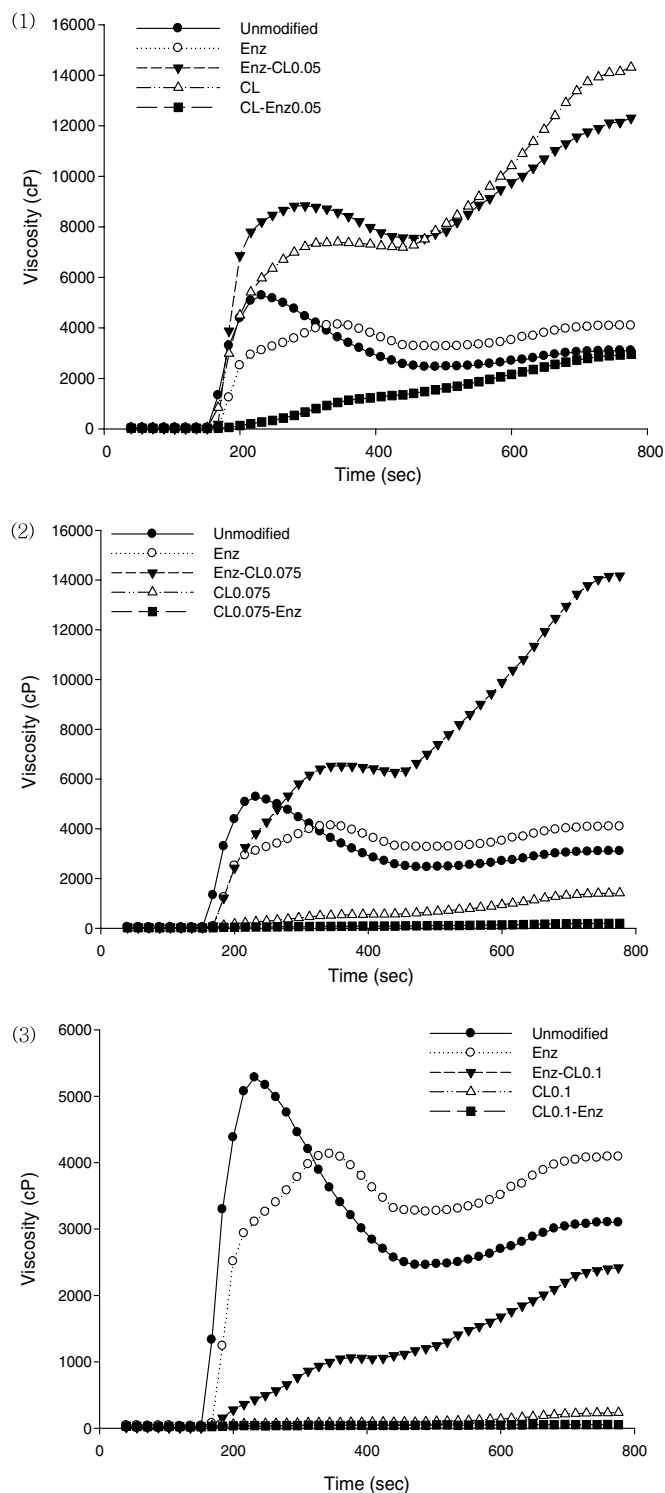 (1)
Unmodified
Enz
Enz-CL0.05
CL
CL-Enz0.05
16000
14000
12000
10000
8000
6000
4000
2000
0
Viscosity (cP)
0 200 400 600 800
Time (sec)
(2)
Unmodified
Enz
Enz-CL0.075
CL0.075
CL0.075-Enz
16000
14000
12000
10000
8000
6000
4000
2000
0
Viscosity (cP)
0 200 400 600 800
Time (sec)
(3)
Unmodified
Enz
Enz-CL0.1
CL0.1
CL0.1-Enz
6000
5000
4000
3000
2000
1000
0
Viscosity (cP)
0 200 400 600 800
Time (sec)